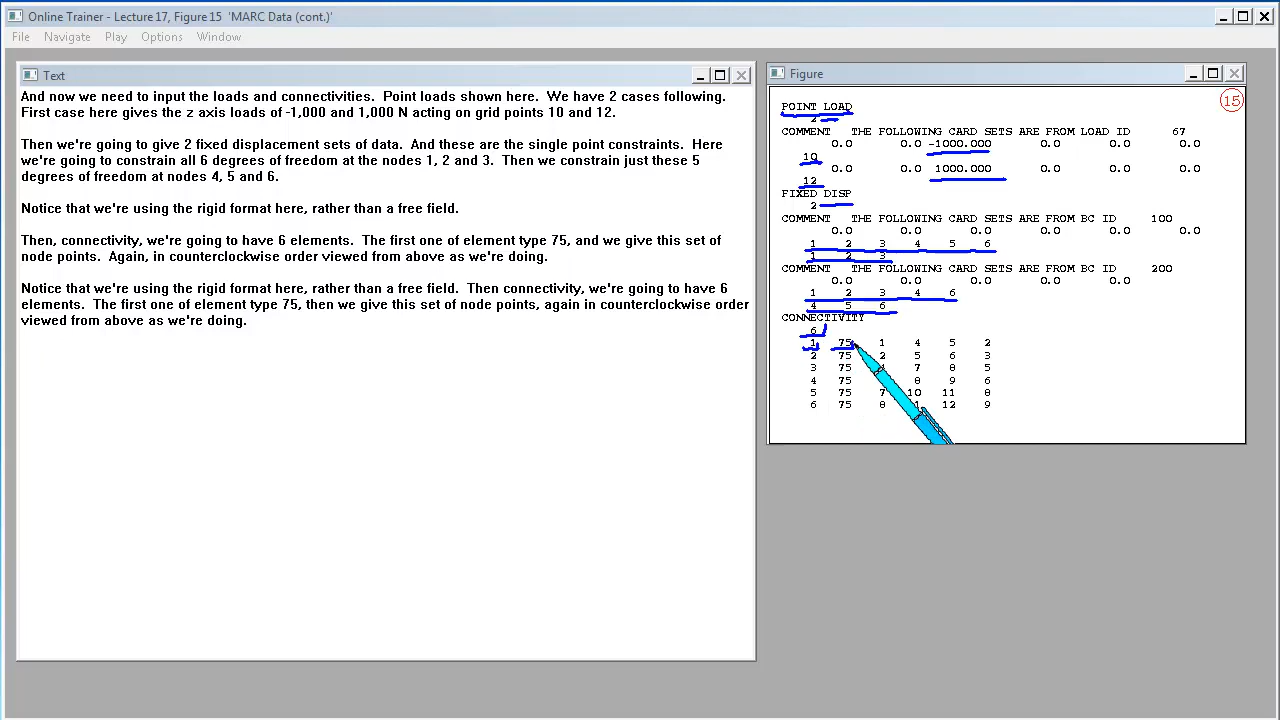 Online Trainer - Lecture 17, Figure 15 'MARC Data (cont.)'
File Navigate Play Options Window
Text
And now we need to input the loads and connectivities. Point loads shown here. We have 2 cases following.
First case here gives the z axis loads of -1,000 and 1,000 N acting on grid points 10 and 12.
Then we're going to give 2 fixed displacement sets of data. And these are the single point constraints. Here
we're going to constrain all 6 degrees of freedom at the nodes 1, 2 and 3. Then we constrain just these 5
degrees of freedom at nodes 4, 5 and 6.
Notice that we're using the rigid format here, rather than a free field.
Then, connectivity, we're going to have 6 elements. The first one of element type 75, and we give this set of
node points. Again, in counterclockwise order viewed from above as we're doing.
Notice that we're using the rigid format here, rather than a free field. Then connectivity, we're going to have 6
elements. The first one of element type 75, then we give this set of node points, again in counterclockwise order
viewed from above as we're doing.
Figure
15
POINT LOAD
2
COMMENT THE FOLLOWING CARD SETS ARE FROM LOAD ID 67
0.0 0.0 -1000.000 0.0 0.0 0.0
10
0.0 0.0 1000.000 0.0 0.0 0.0
12
FIXED DISP
2
COMMENT THE FOLLOWING CARD SETS ARE FROM BC ID 100
0.0 0.0 0.0 0.0 0.0 0.0
1 2 3 4 5 6
1 2 3
COMMENT THE FOLLOWING CARD SETS ARE FROM BC ID 200
0.0 0.0 0.0 0.0 0.0
1 2 3 4 6
4 5 6
CONNECTIVITY
6
1 75 1 4 5 2
2 75 2 5 6 3
3 75 7 8 5
4 75 8 9 6
5 75 7 10 11 8
6 75 8 12 9